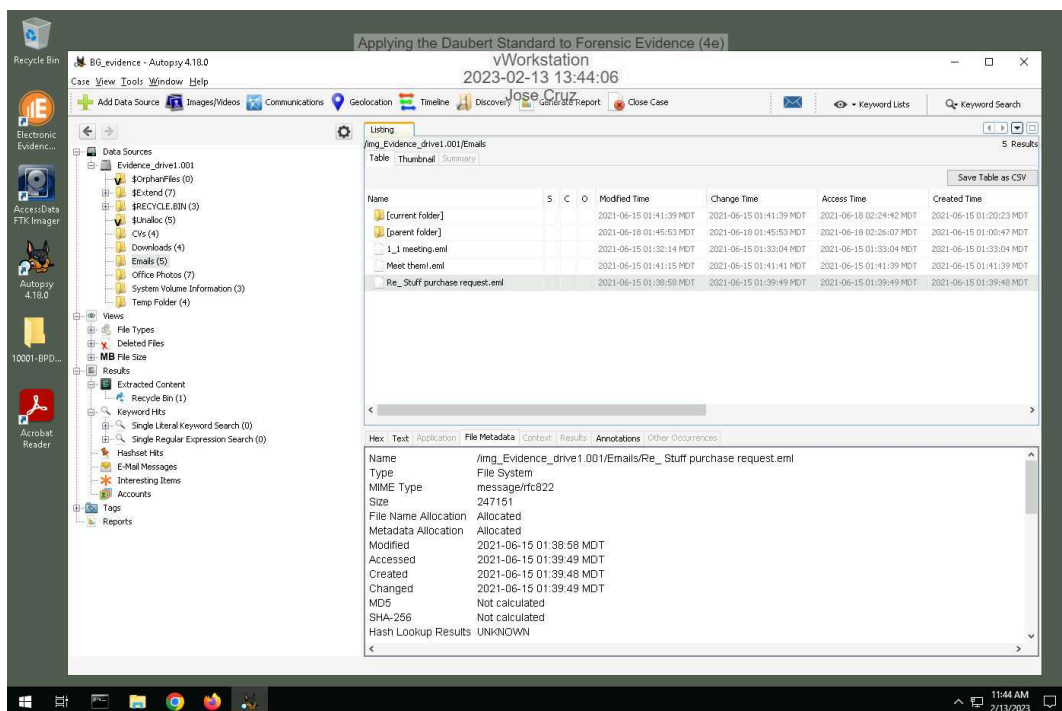 Applying the Daubert Standard to Forensic Evidence (4e)
vWorkstation
2023-02-13 13:44:06
Jose Cruz
Recycle Bin
Electronic
Evidenc...
AccessData
FTK Imager
Autopsy
4.18.0
10001-BPD...
Acrobat
Reader
BG_evidence - Autopsy 4.18.0
Case View Tools Window Help
Add Data Source Images/Videos Communications Geolocation Timeline Discovery Generate Report Close Case Keyword Lists Keyword Search
Data Sources
Evidence_drive1.001
$OrphanFiles (0)
$Extend (7)
$RECYCLE.BIN (3)
$Unalloc (5)
CVs (4)
Downloads (4)
Emails (5)
Office Photos (7)
System Volume Information (3)
Temp Folder (4)
Views
File Types
Deleted Files
MB File Size
Results
Extracted Content
Recycle Bin (1)
Keyword Hits
Single Literal Keyword Search (0)
Single Regular Expression Search (0)
Hashset Hits
E-Mail Messages
Interesting Items
Accounts
Tags
Reports
Listing
/img_Evidence_drive1.001/Emails
5 Results
Table Thumbnail Summary
Save Table as CSV
Name S C O Modified Time Change Time Access Time Created Time
[current folder] 2021-06-15 01:41:39 MDT 2021-06-15 01:41:39 MDT 2021-06-18 02:24:42 MDT 2021-06-15 01:20:23 MDT
[parent folder] 2021-06-18 01:45:53 MDT 2021-06-18 01:45:53 MDT 2021-06-18 02:26:07 MDT 2021-06-15 01:00:47 MDT
1_1 meeting.eml 2021-06-15 01:32:14 MDT 2021-06-15 01:33:04 MDT 2021-06-15 01:33:04 MDT 2021-06-15 01:33:04 MDT
Meet them!.eml 2021-06-15 01:41:15 MDT 2021-06-15 01:41:41 MDT 2021-06-15 01:41:39 MDT 2021-06-15 01:41:39 MDT
Re_ Stuff purchase request.eml 2021-06-15 01:38:58 MDT 2021-06-15 01:39:49 MDT 2021-06-15 01:39:49 MDT 2021-06-15 01:39:48 MDT
Hex Text Application File Metadata Context Results Annotations Other Occurrences
Name /img_Evidence_drive1.001/Emails/Re_ Stuff purchase request.eml
Type File System
MIME Type message/rfc822
Size 247151
File Name Allocation Allocated
Metadata Allocation Allocated
Modified 2021-06-15 01:38:58 MDT
Accessed 2021-06-15 01:39:49 MDT
Created 2021-06-15 01:39:48 MDT
Changed 2021-06-15 01:39:49 MDT
MD5 Not calculated
SHA-256 Not calculated
Hash Lookup Results UNKNOWN
11:44 AM
2/13/2023